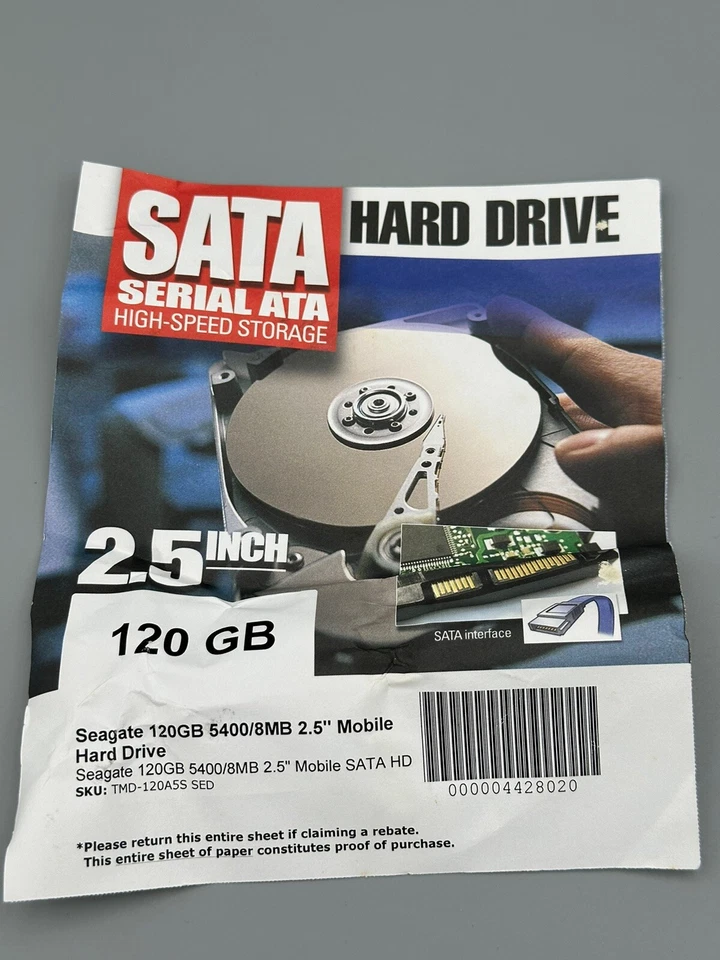 SATA
SERIAL ATA
HIGH-SPEED STORAGE
HARD DRIVE
2.5 INCH
SATA interface
120 GB
Seagate 120GB 5400/8MB 2.5" Mobile
Hard Drive
Seagate 120GB 5400/8MB 2.5" Mobile SATA HD
SKU: TMD-120A5S SED
000004428020
*Please return this entire sheet if claiming a rebate.
This entire sheet of paper constitutes proof of purchase.